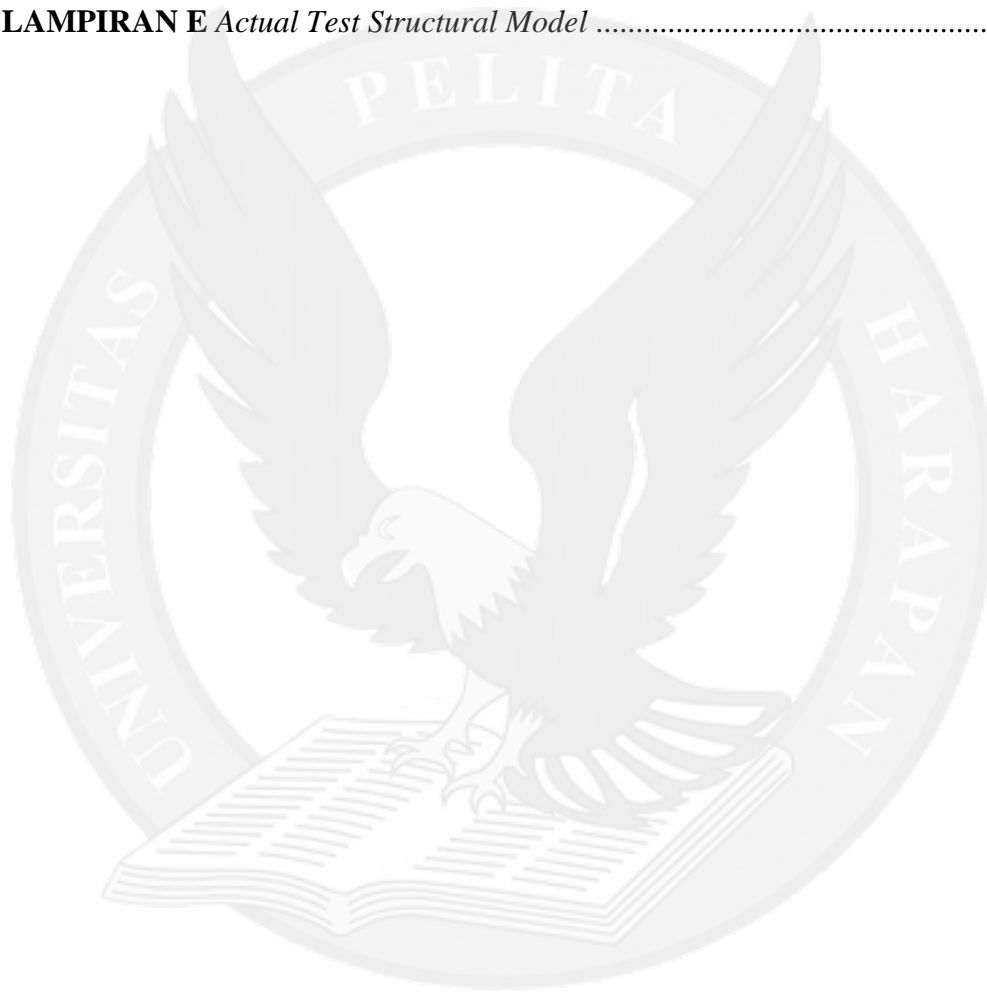 LAMPIRAN E Actual Test Structural Model ................................................
PELITA
UNIVERSITAS
HARAPAN